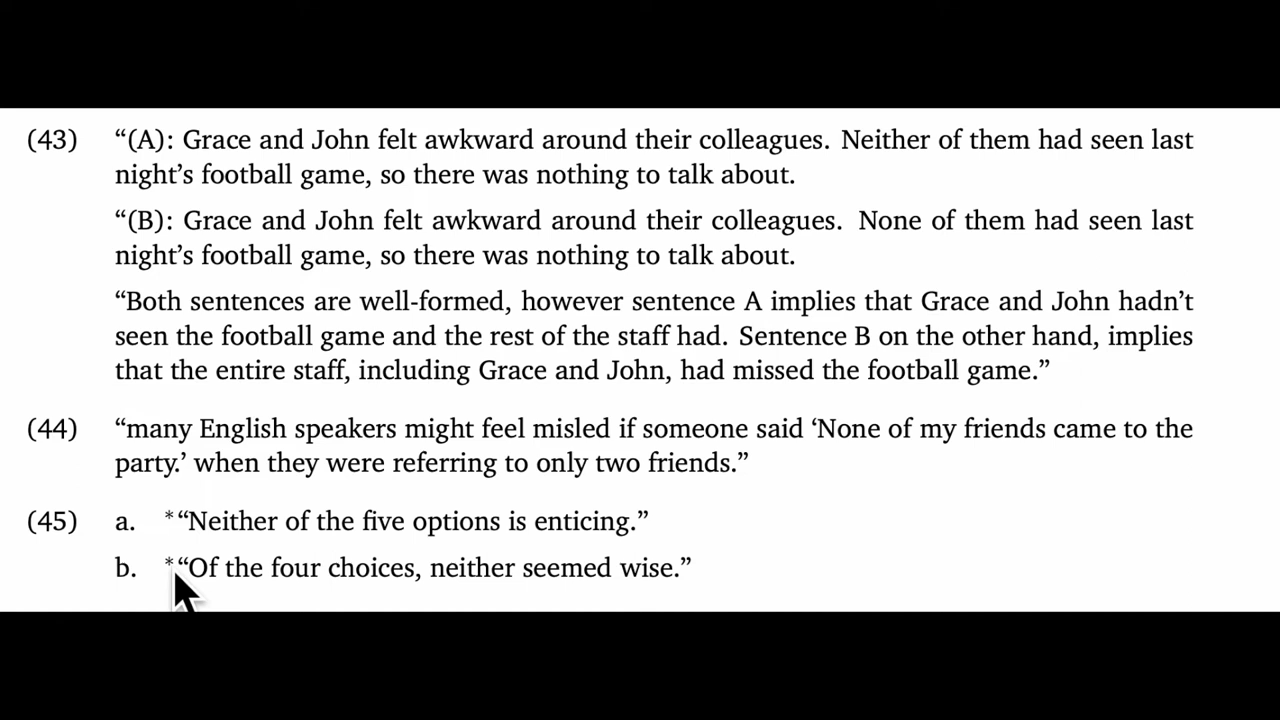 (43) “(A): Grace and John felt awkward around their colleagues. Neither of them had seen last
night’s football game, so there was nothing to talk about.
“(B): Grace and John felt awkward around their colleagues. None of them had seen last
night’s football game, so there was nothing to talk about.
“Both sentences are well-formed, however sentence A implies that Grace and John hadn’t
seen the football game and the rest of the staff had. Sentence B on the other hand, implies
that the entire staff, including Grace and John, had missed the football game.”
(44) “many English speakers might feel misled if someone said ‘None of my friends came to the
party.’ when they were referring to only two friends.”
(45) a. *“Neither of the five options is enticing.”
b. *“Of the four choices, neither seemed wise.”